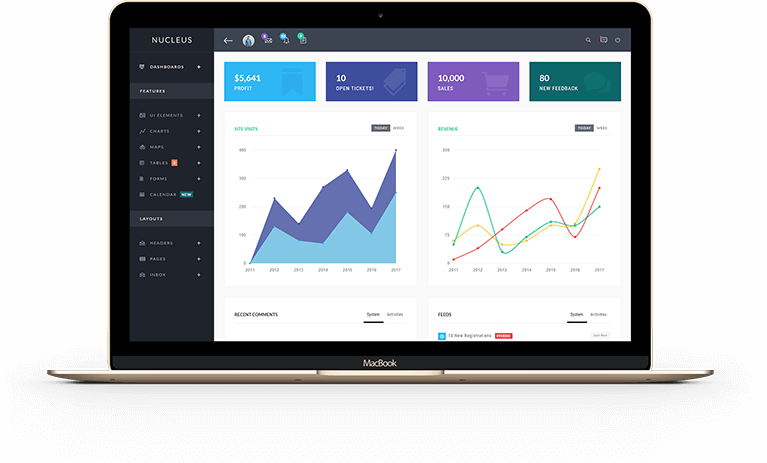 NUCLEUS
DASHBOARDS +
FEATURES
UI ELEMENTS +
CHARTS +
MAPS +
TABLES +
FORMS +
CALENDAR NEW
LAYOUTS
HEADERS +
PAGES +
INBOX +
$5,641
PROFIT
10
OPEN TICKETS!
10,000
SALES
80
NEW FEEDBACK
SITE VISITS TODAY WEEK
400
300
200
100
0
2011 2012 2013 2014 2015 2016 2017
REVENUE TODAY WEEK
300
225
150
75
0
2011 2012 2013 2014 2015 2016 2017
RECENT COMMENTS System Activities
FEEDS System Activities
10 New Registrations
Just Now
MacBook